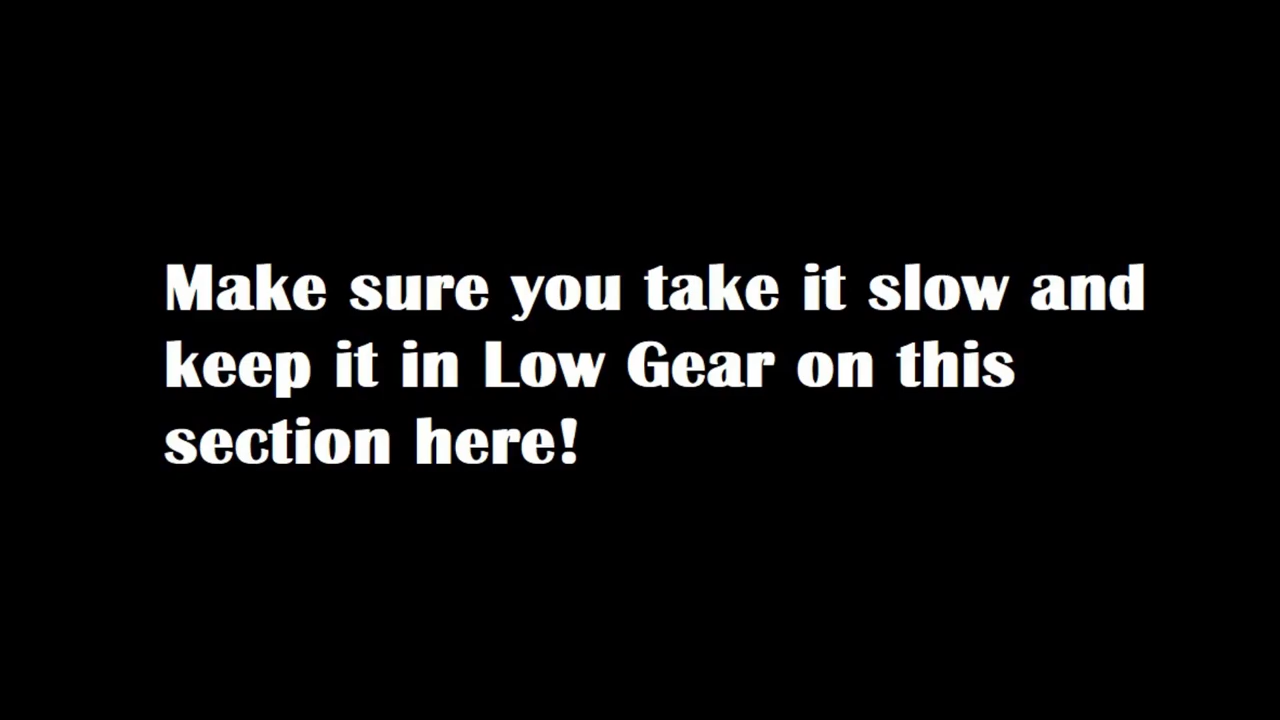 Make sure you take it slow and
keep it in Low Gear on this
section here!